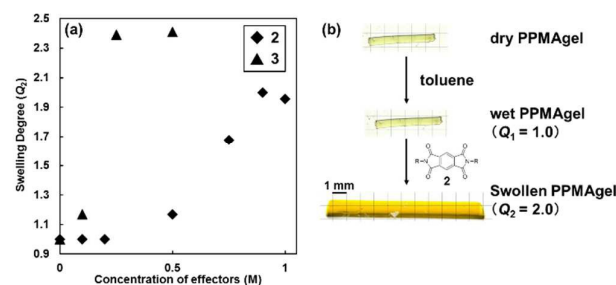 (a)
2.5
2.3
2.1
1.9
1.7
1.5
1.3
1.1
0.9
Swelling Degree (Q2)
0
0.5
1
Concentration of effectors (M)
2
3
(b)
dry PPMAgel
toluene
wet PPMAgel
(Q1 = 1.0)
O O
R-N N-R
O O
2
1 mm
Swollen PPMAgel
(Q2 = 2.0)